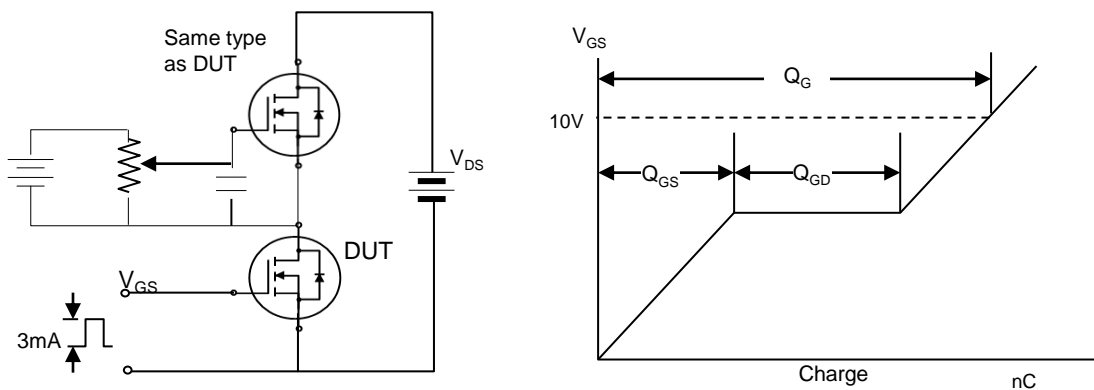 Same type
as DUT
V_DS
DUT
V_GS
3mA
V_GS
Q_G
10V
Q_GS
Q_GD
Charge
nC